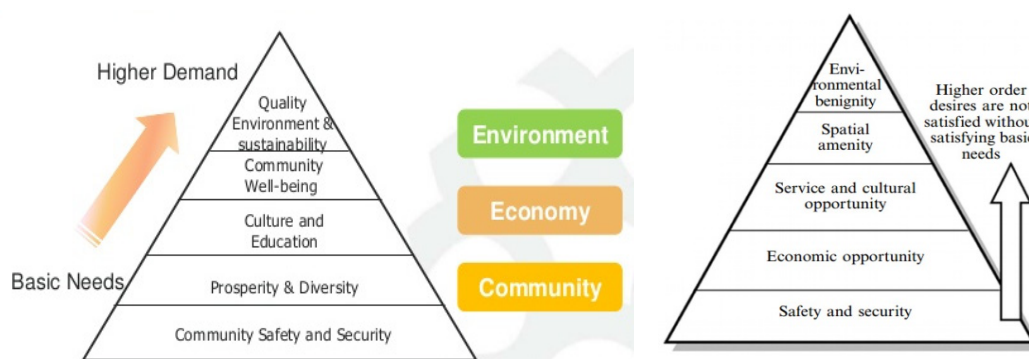 Higher Demand
Basic Needs
Quality
Environment &
sustainability
Community
Well-being
Culture and
Education
Prosperity & Diversity
Community Safety and Security
Environment
Economy
Community
Envi-
ronmental
benignity
Spatial
amenity
Service and cultural
opportunity
Economic opportunity
Safety and security
Higher order
desires are not
satisfied without
satisfying basic
needs